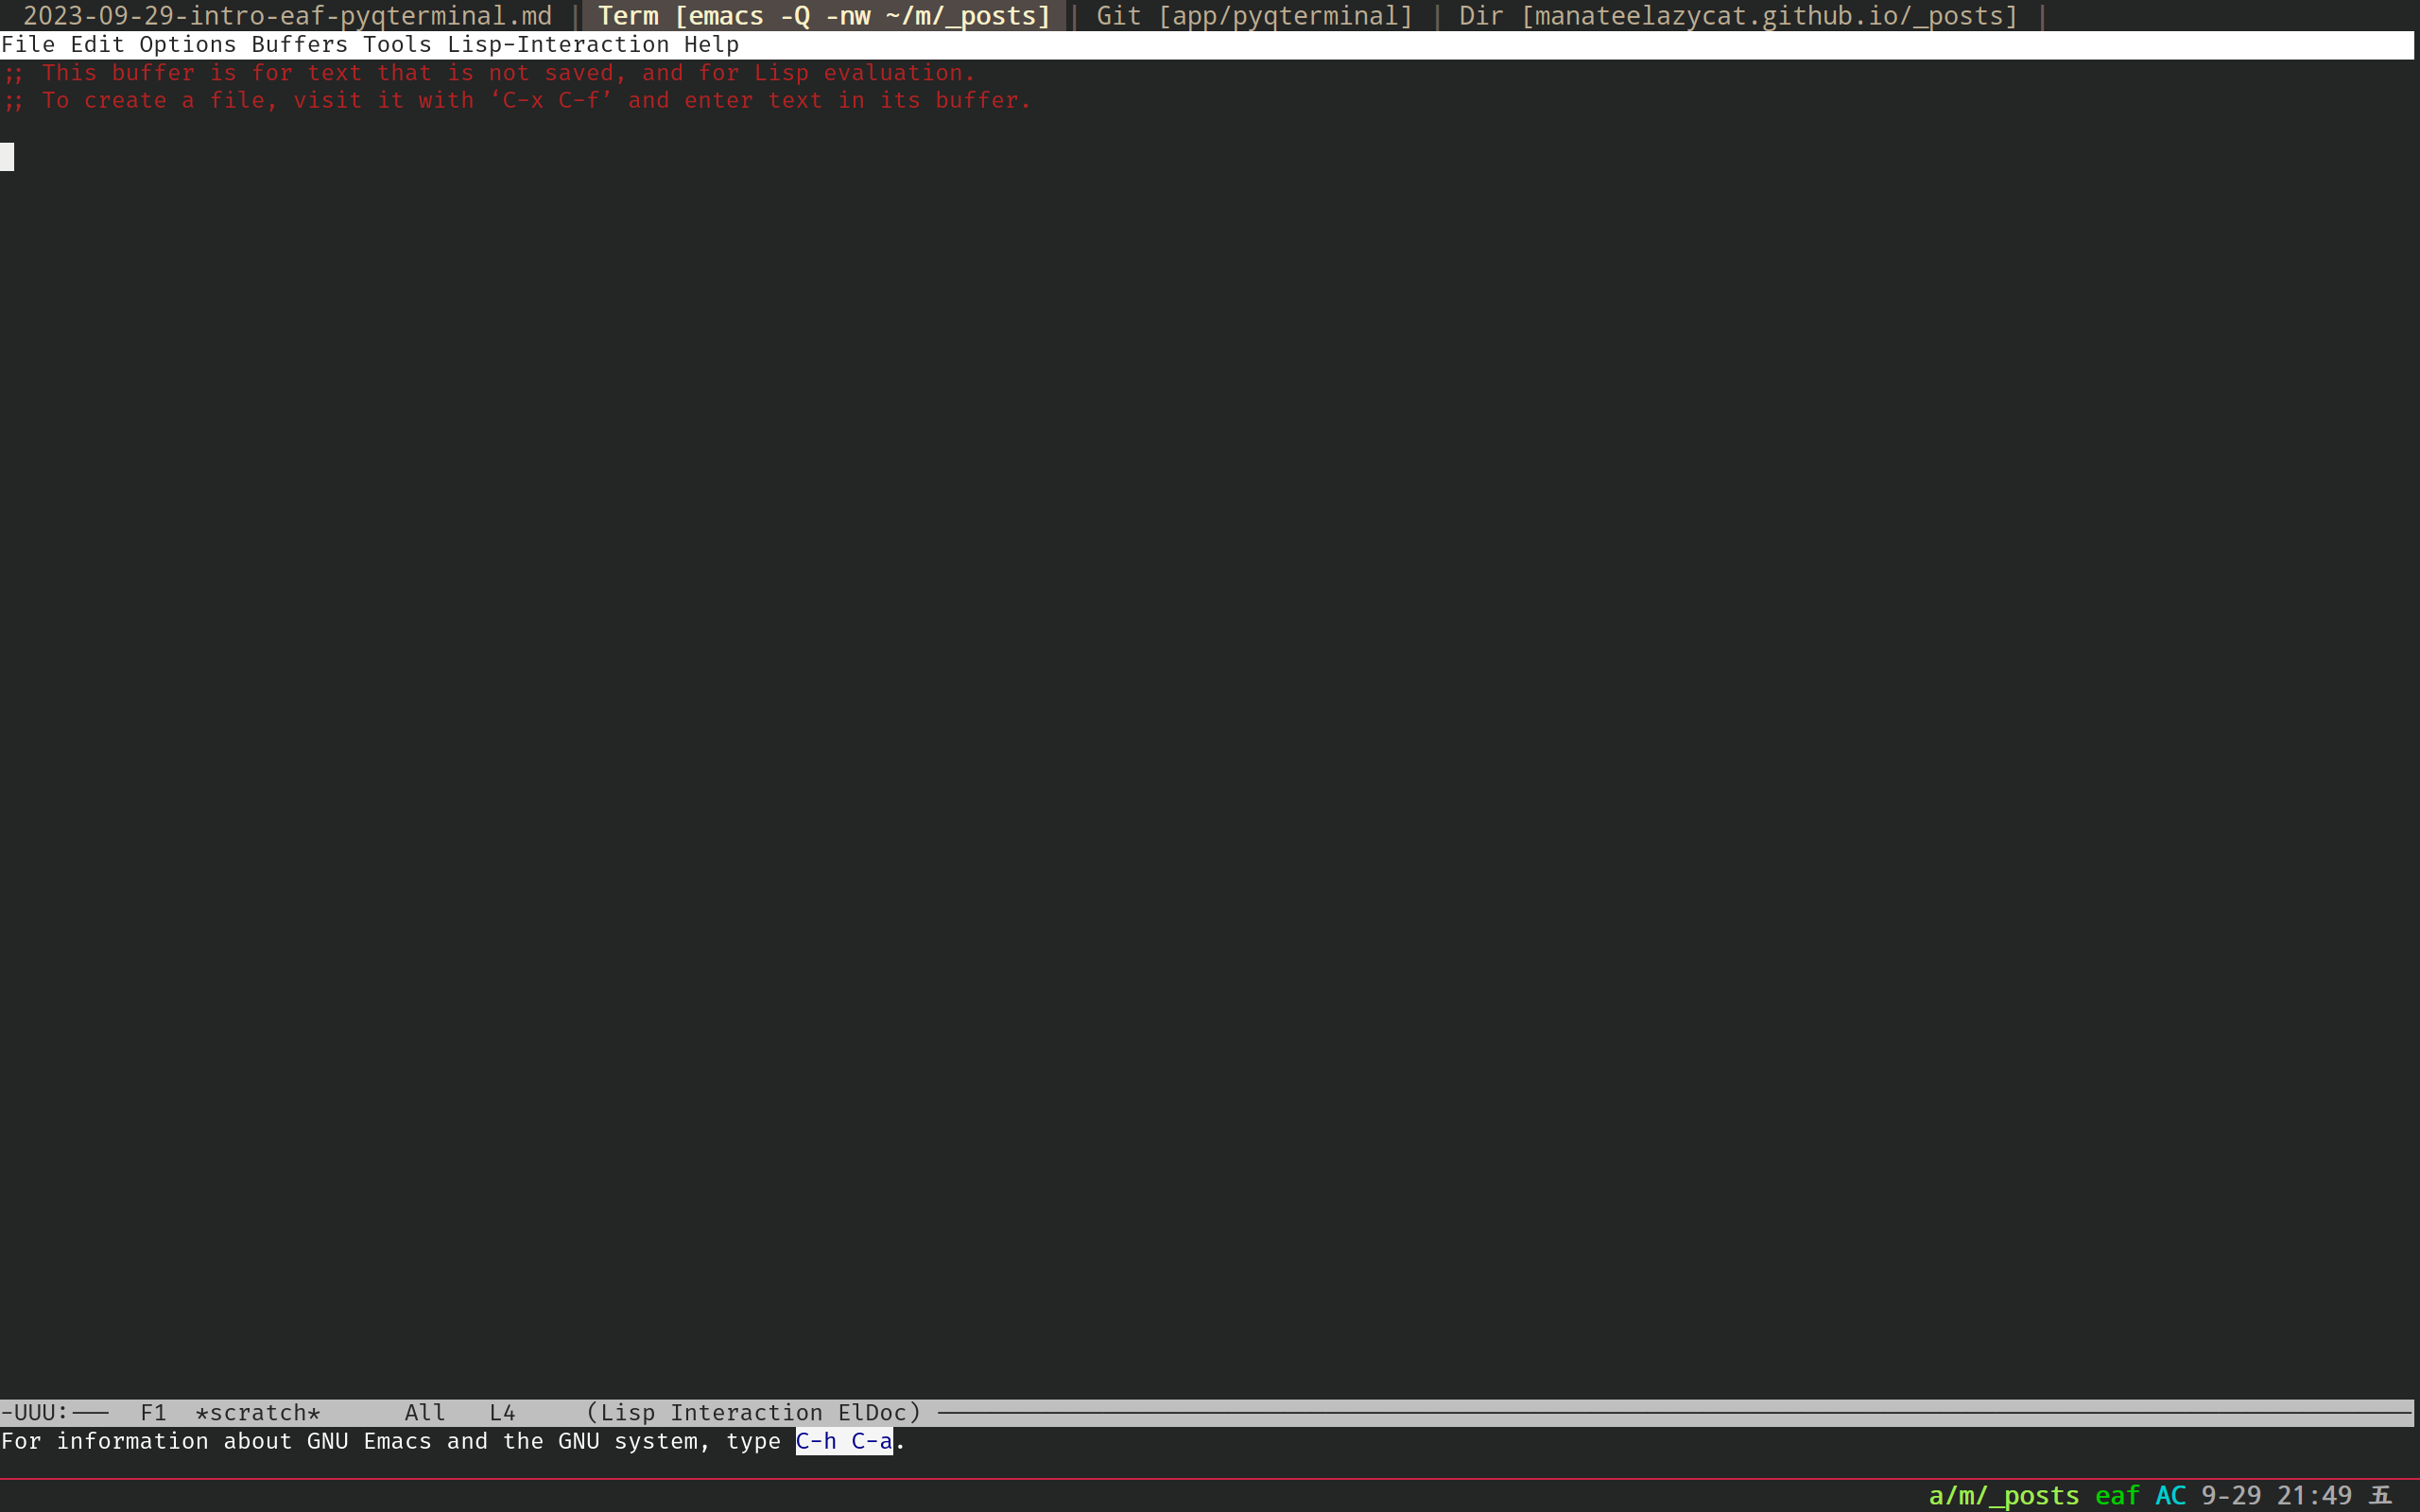 2023-09-29-intro-eaf-pyqterminal.md | Term [emacs -Q -nw ~/m/_posts] | Git [app/pyqterminal] | Dir [manateelazycat.github.io/_posts] |
File Edit Options Buffers Tools Lisp-Interaction Help
;; This buffer is for text that is not saved, and for Lisp evaluation.
;; To create a file, visit it with ‘C-x C-f’ and enter text in its buffer.
-UUU:--- F1 *scratch* All L4 (Lisp Interaction ElDoc) ---
For information about GNU Emacs and the GNU system, type C-h C-a.
a/m/_posts eaf AC 9-29 21:49 五